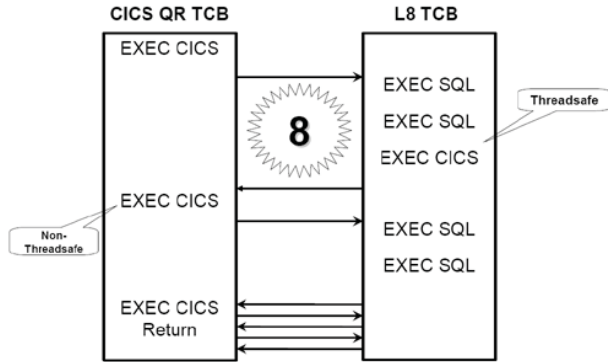 CICS QR TCB
L8 TCB
EXEC CICS
EXEC SQL
Threadsafe
EXEC SQL
8
EXEC CICS
EXEC CICS
Non-
Threadsafe
EXEC SQL
EXEC SQL
EXEC CICS
Return